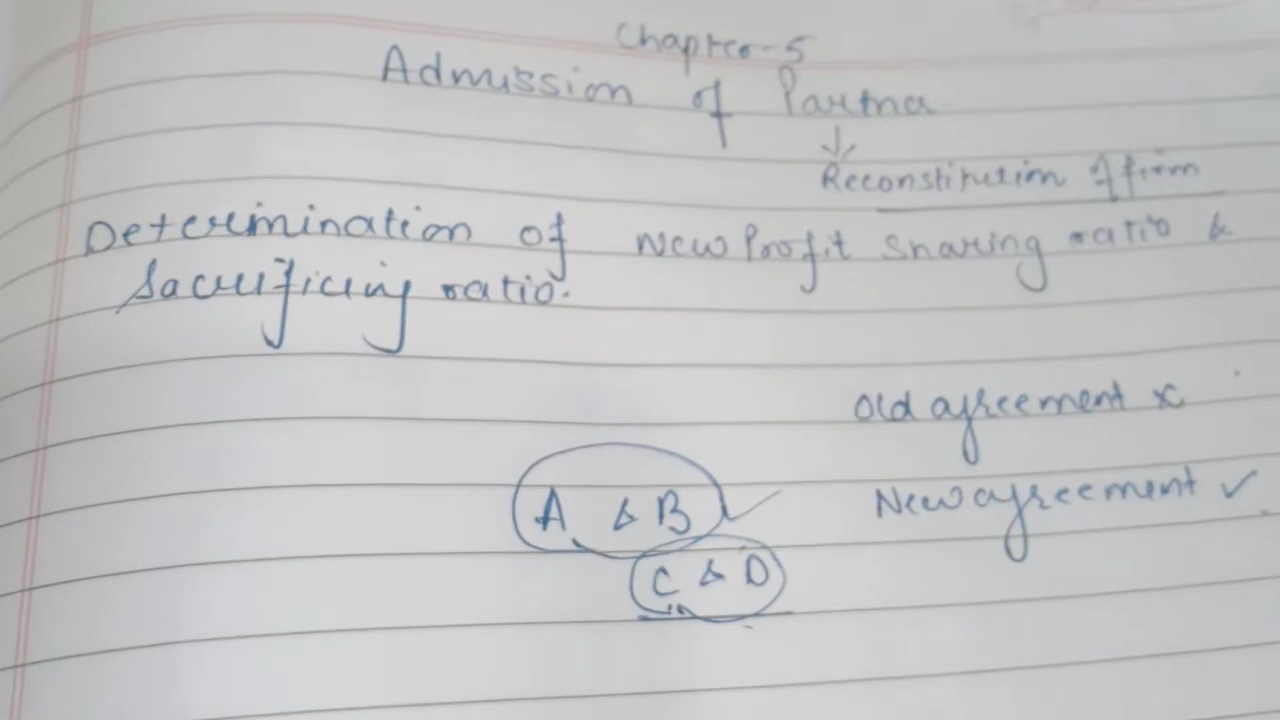 Chapter-5
Admission of Partner
↓
Reconstitution of firm
Determination of New Profit Sharing ratio &
Sacrificing ratio.
Old agreement ×
A & B ✓ New agreement ✓
C & D